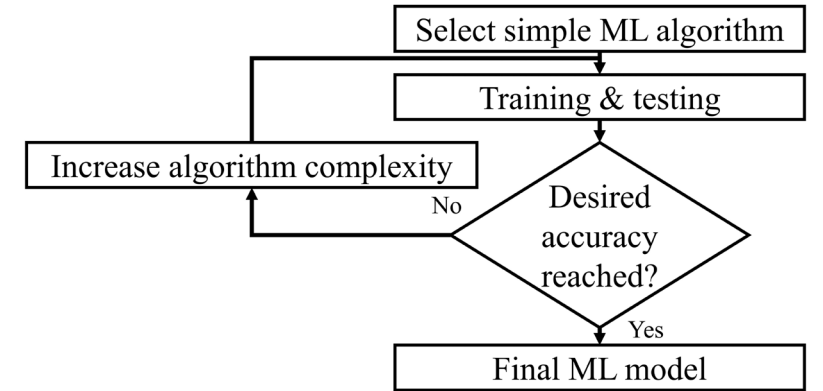 Select simple ML algorithm
Training & testing
Increase algorithm complexity
No
Desired
accuracy
reached?
Yes
Final ML model